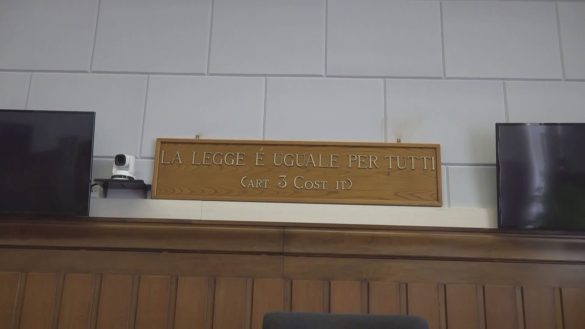 LA LEGGE É UGUALE PER TUTTI
(ART 3 COST IT)